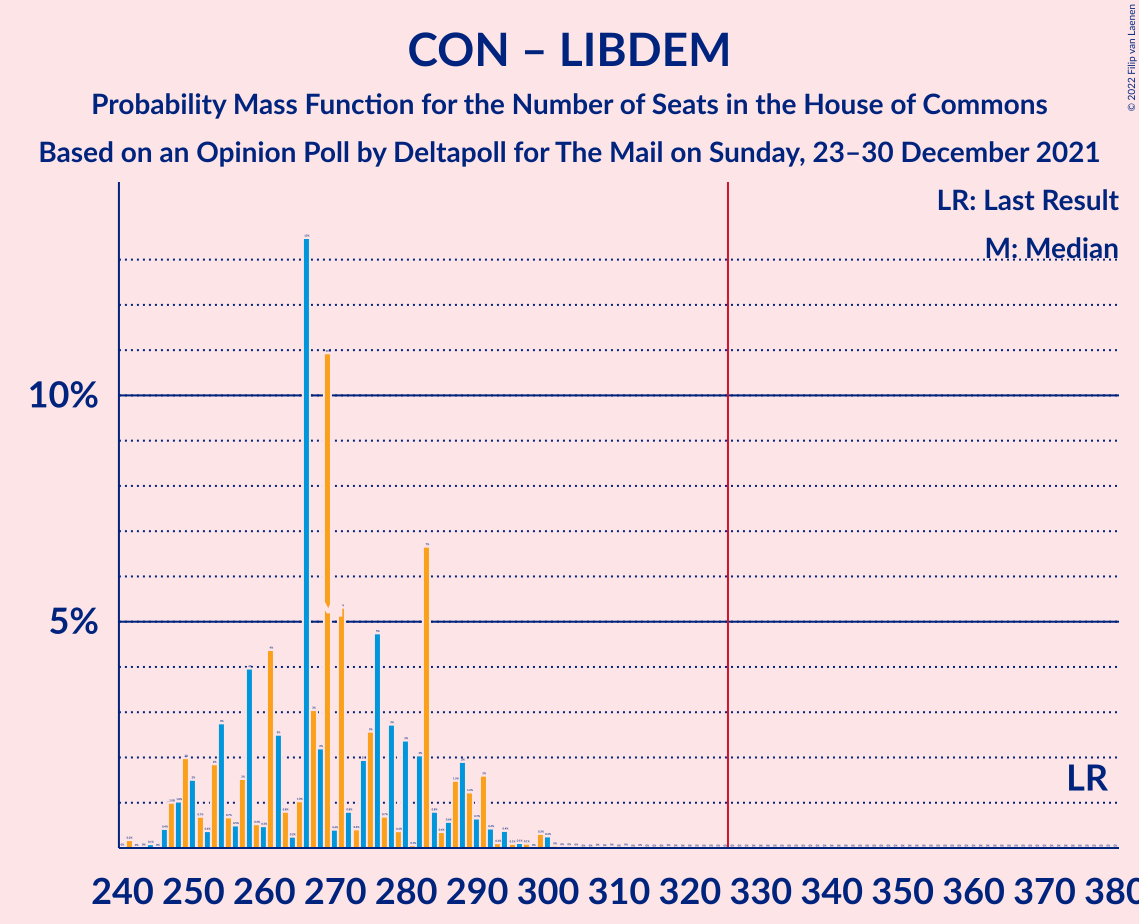 CON – LIBDEM
Probability Mass Function for the Number of Seats in the House of Commons
Based on an Opinion Poll by Deltapoll for The Mail on Sunday, 23–30 December 2021
© 2022 Filip van Laenen
LR: Last Result
M: Median
10%
5%
LR
240 250 260 270 280 290 300 310 320 330 340 350 360 370 380